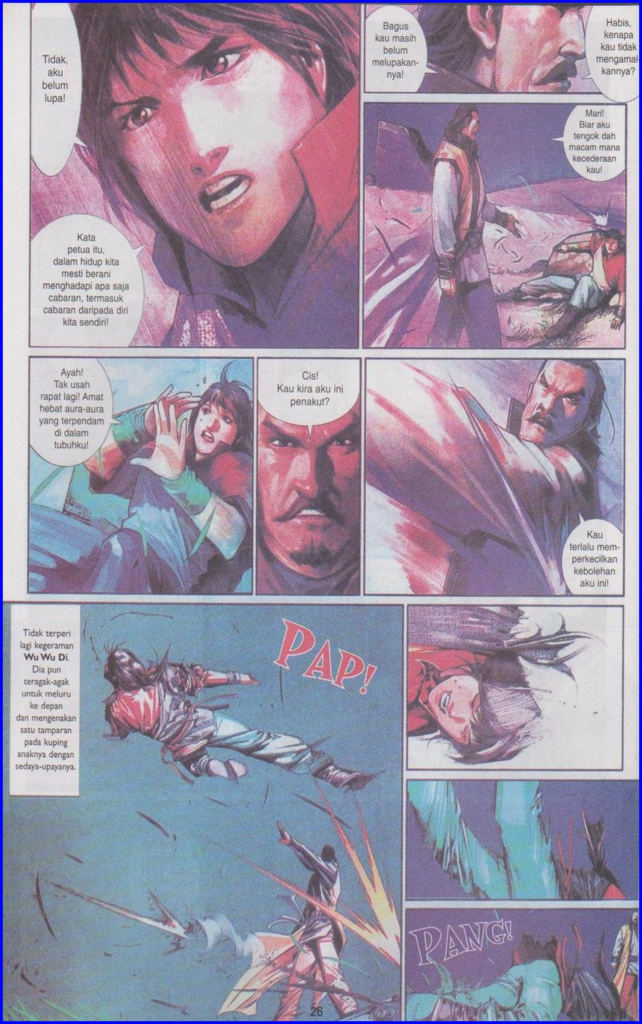 Tidak,
aku
belum
lupa!
Kata
petua itu,
dalam hidup kita
mesti berani
menghadapi apa saja
cabaran, termasuk
cabaran daripada diri
kita sendiri!
Bagus
kau masih
belum
melupakan-
nya!
Habis,
kenapa
kau tidak
mengamal-
kannya?
Mari!
Biar aku
tengok dah
macam mana
kecederaan
kau!
Ayah!
Tak usah
rapat lagi! Amat
hebat aura-aura
yang terpendam
di dalam
tubuhku!
Cis!
Kau kira aku ini
penakut?
Kau
terlalu mem-
perkecilkan
kebolehan
aku ini!
Tidak terperi
lagi kegeraman
Wu Wu Di.
Dia pun
teragak-agak
untuk meluru
ke depan
dan mengenakan
satu tamparan
pada kuping
anaknya dengan
sedaya-upayanya.
PAP!
PANG!
26